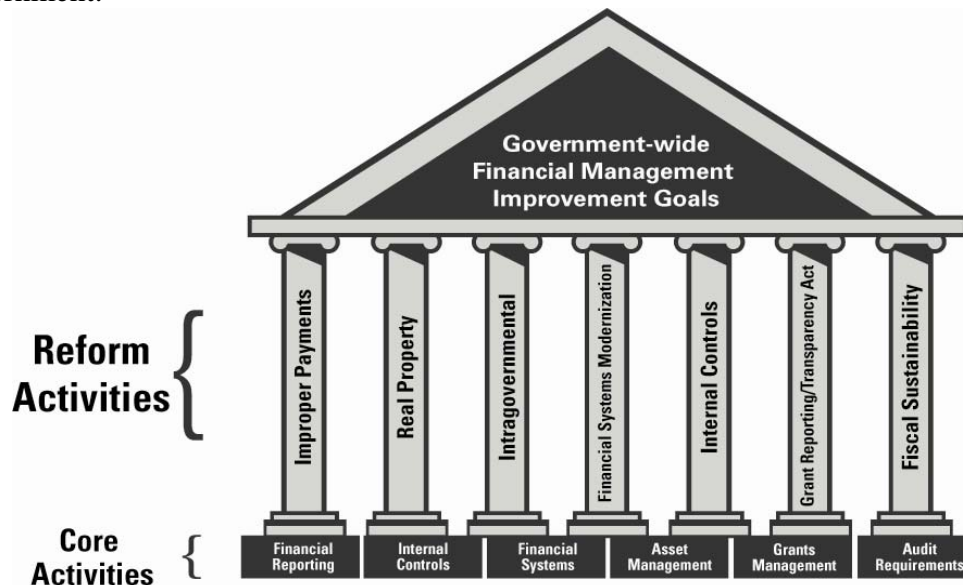 ernment.
Government-wide
Financial Management
Improvement Goals
Reform
Activities
Improper Payments
Real Property
Intragovernmental
Financial Systems Modernization
Internal Controls
Grant Reporting/Transparency Act
Fiscal Sustainability
Core
Activities
Financial
Reporting
Internal
Controls
Financial
Systems
Asset
Management
Grants
Management
Audit
Requirements